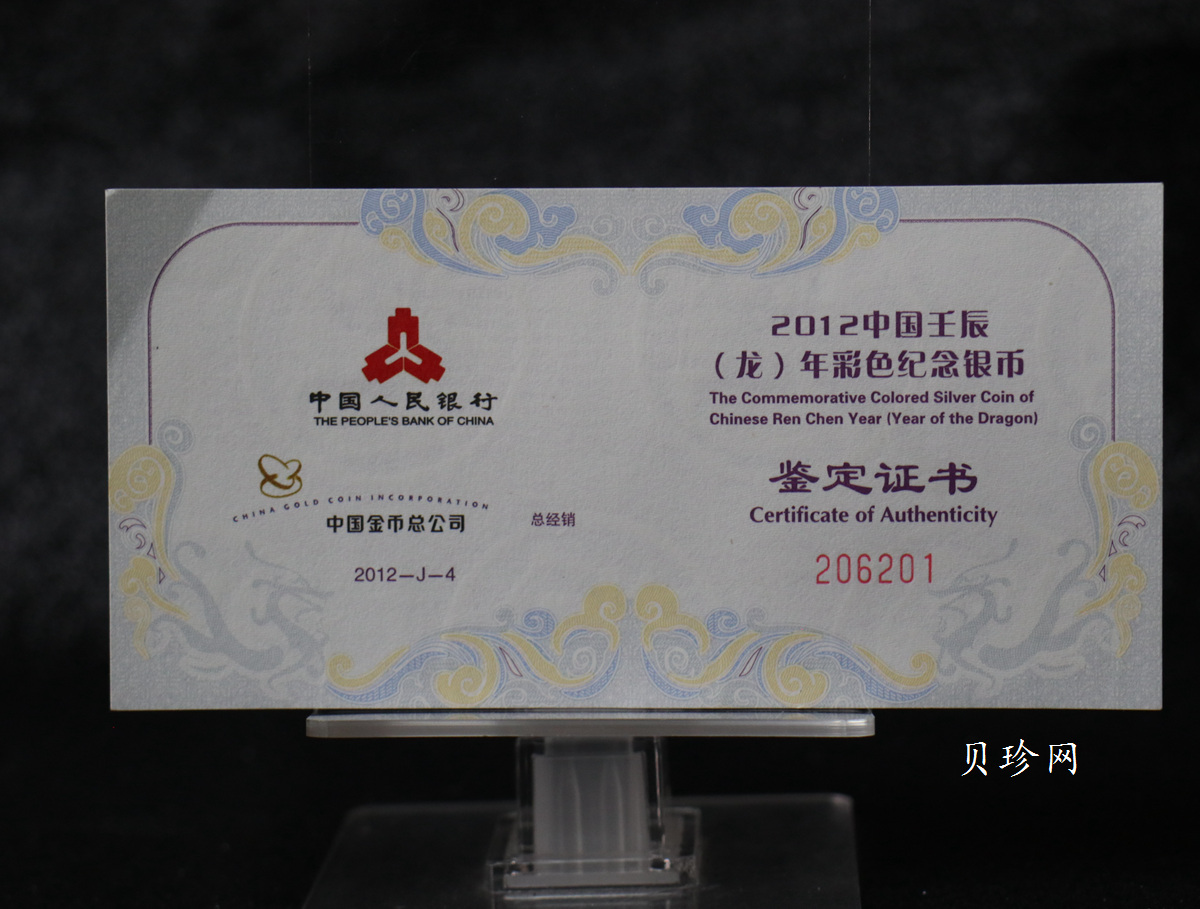 中国人民银行
THE PEOPLE'S BANK OF CHINA
CHINA GOLD COIN INCORPORATION
中国金币总公司
总经销
2012—J—4
2012中国壬辰
（龙）年彩色纪念银币
The Commemorative Colored Silver Coin of
Chinese Ren Chen Year (Year of the Dragon)
鉴定证书
Certificate of Authenticity
206201
贝珍网